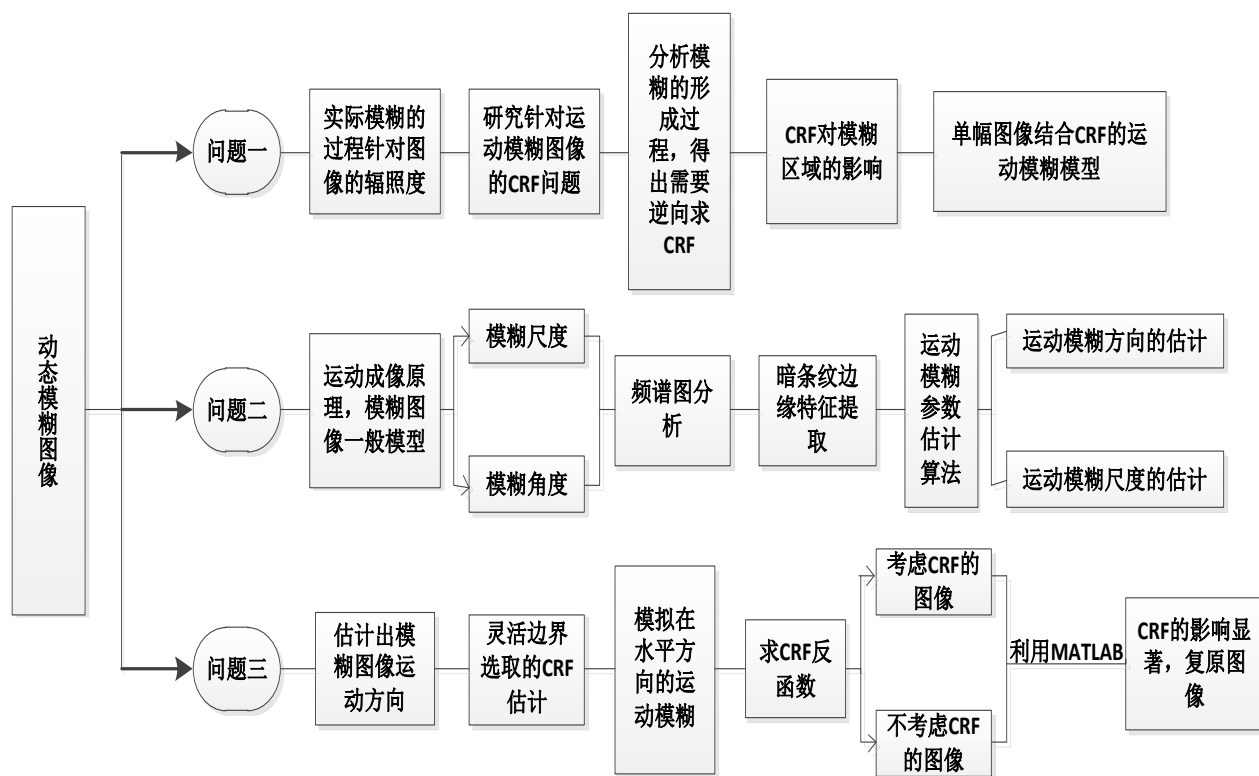 动态模糊图像
问题一
实际模糊的
过程针对图
像的辐照度
研究针对运
动模糊图像
的CRF问题
分析模
糊的形
成过
程，得
出需要
逆向求
CRF
CRF对模糊
区域的影响
单幅图像结合CRF的运
动模糊模型
问题二
运动成像原
理，模糊图
像一般模型
模糊尺度
模糊角度
频谱图分
析
暗条纹边
缘特征提
取
运动
模糊
参数
估计
算法
运动模糊方向的估计
运动模糊尺度的估计
问题三
估计出模
糊图像运
动方向
灵活边界
选取的CRF
估计
模拟在
水平方
向的运
动模糊
求CRF反
函数
考虑CRF的
图像
不考虑CRF
的图像
利用MATLAB
CRF的影响显
著，复原图
像